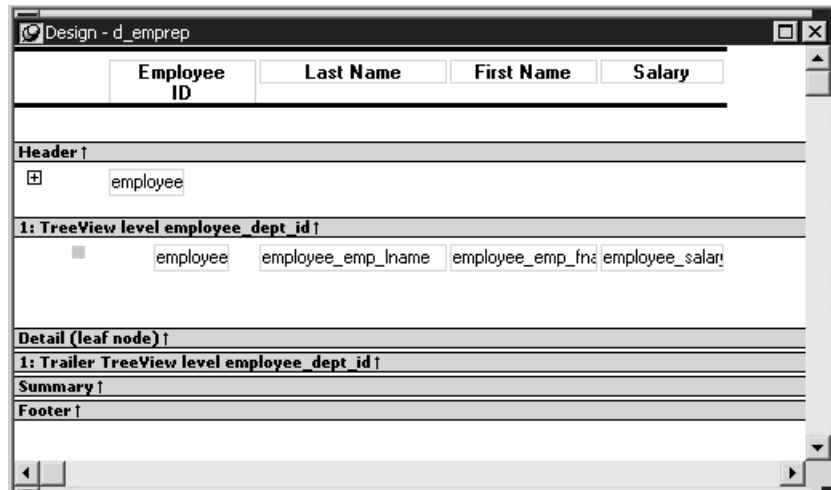 Design - d_emprep
Employee ID Last Name First Name Salary
Header ↑
employee
1: TreeView level employee_dept_id ↑
employee employee_emp_lname employee_emp_fna employee_salary
Detail (leaf node) ↑
1: Trailer TreeView level employee_dept_id ↑
Summary ↑
Footer ↑